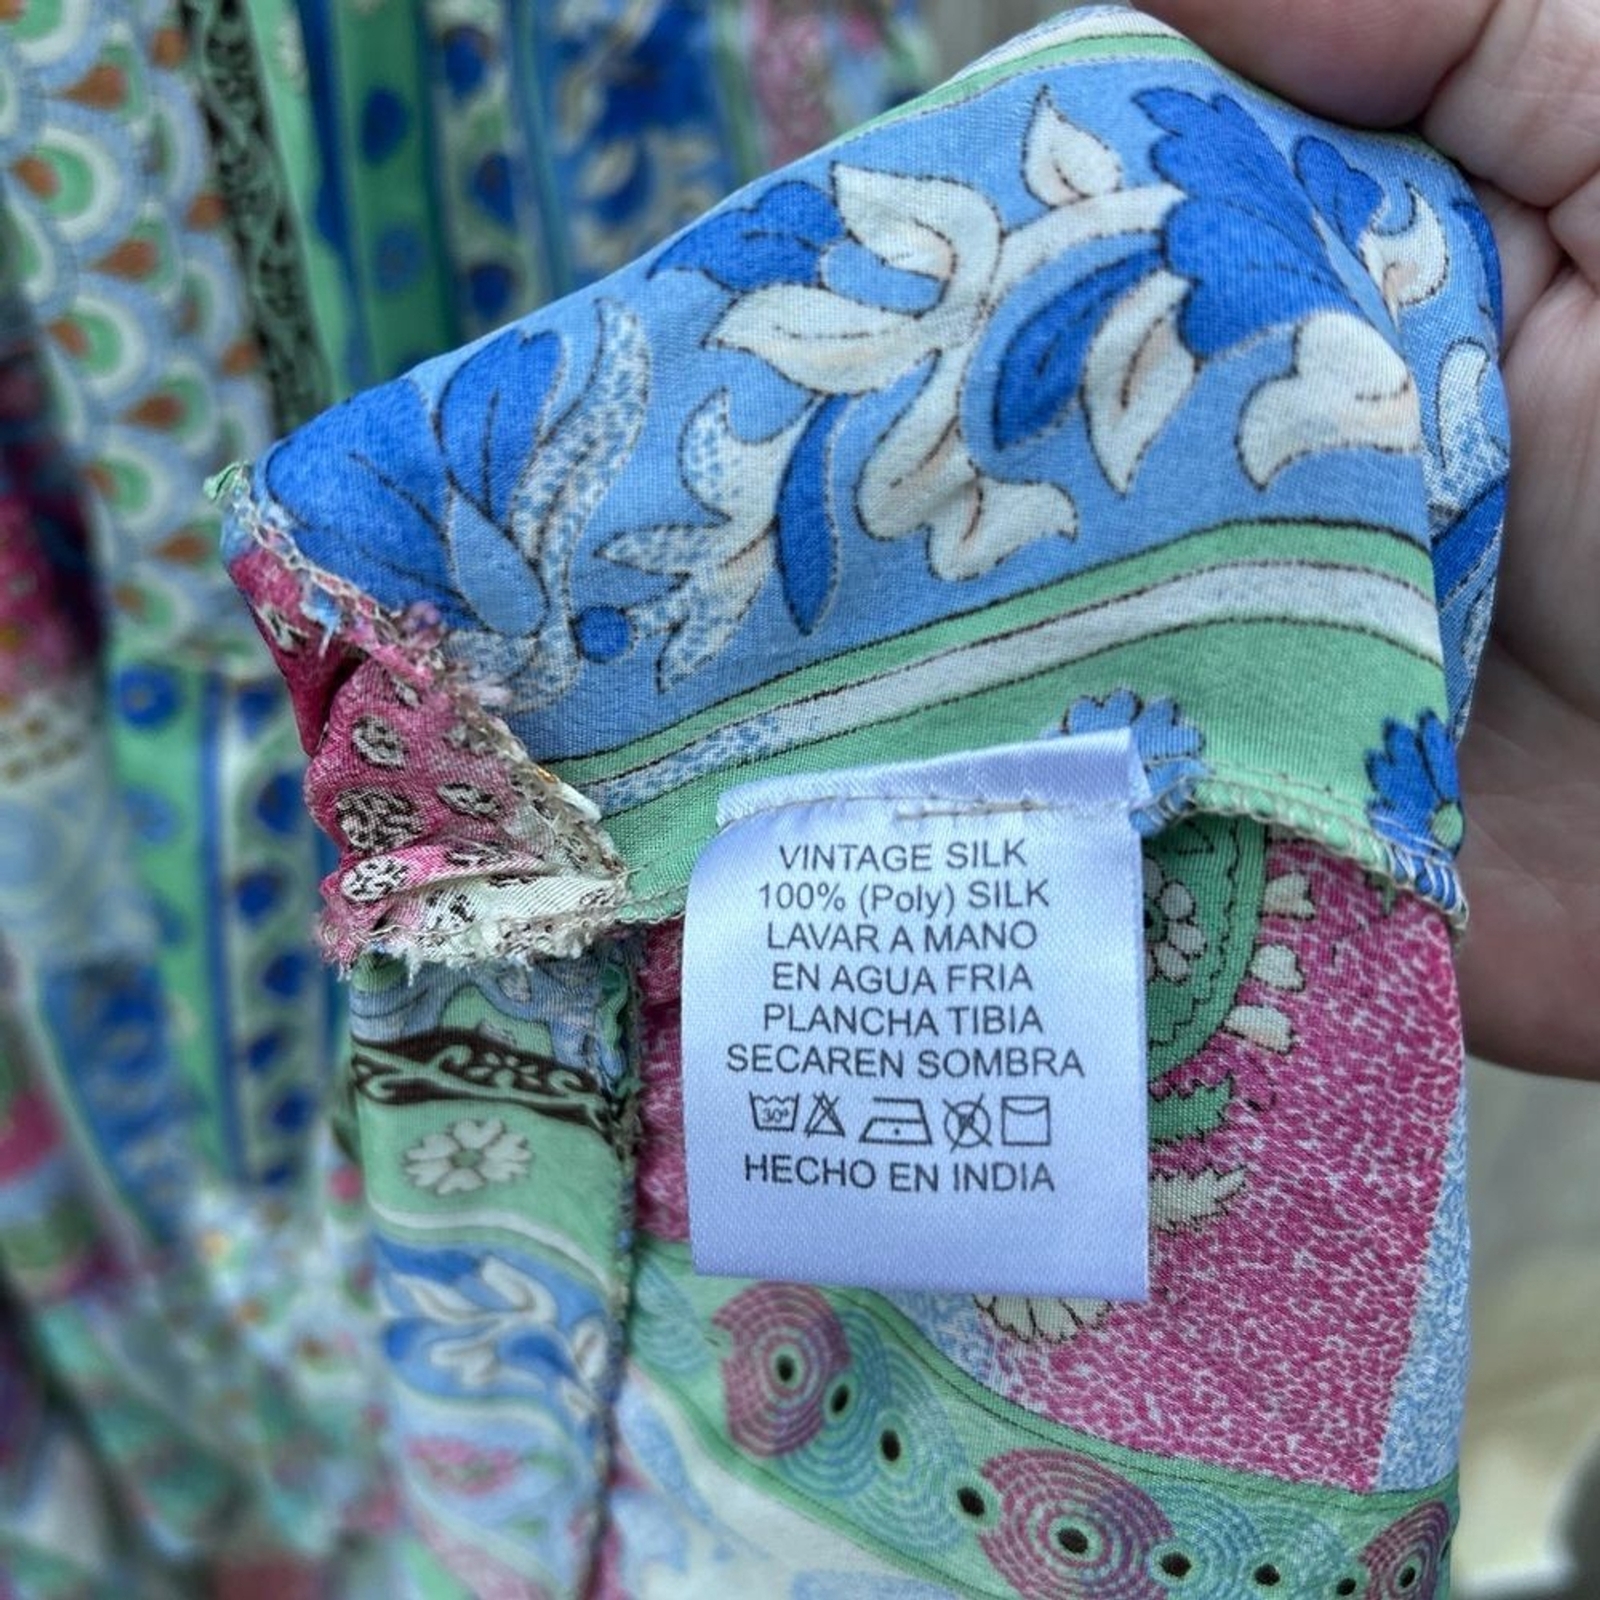 VINTAGE SILK
100% (Poly) SILK
LAVAR A MANO
EN AGUA FRIA
PLANCHA TIBIA
SECAREN SOMBRA
30°
HECHO EN INDIA